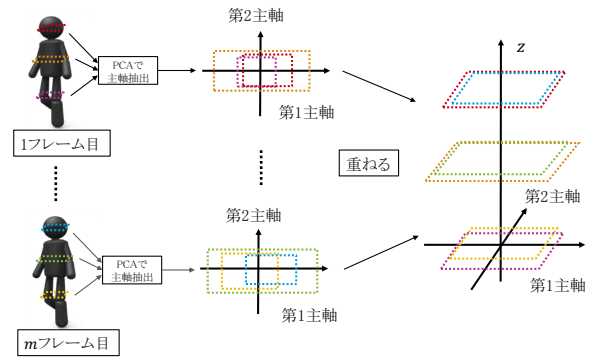 第2主軸
PCAで
主軸抽出
第1主軸
1フレーム目
重ねる
z
第2主軸
第1主軸
第2主軸
PCAで
主軸抽出
第1主軸
mフレーム目